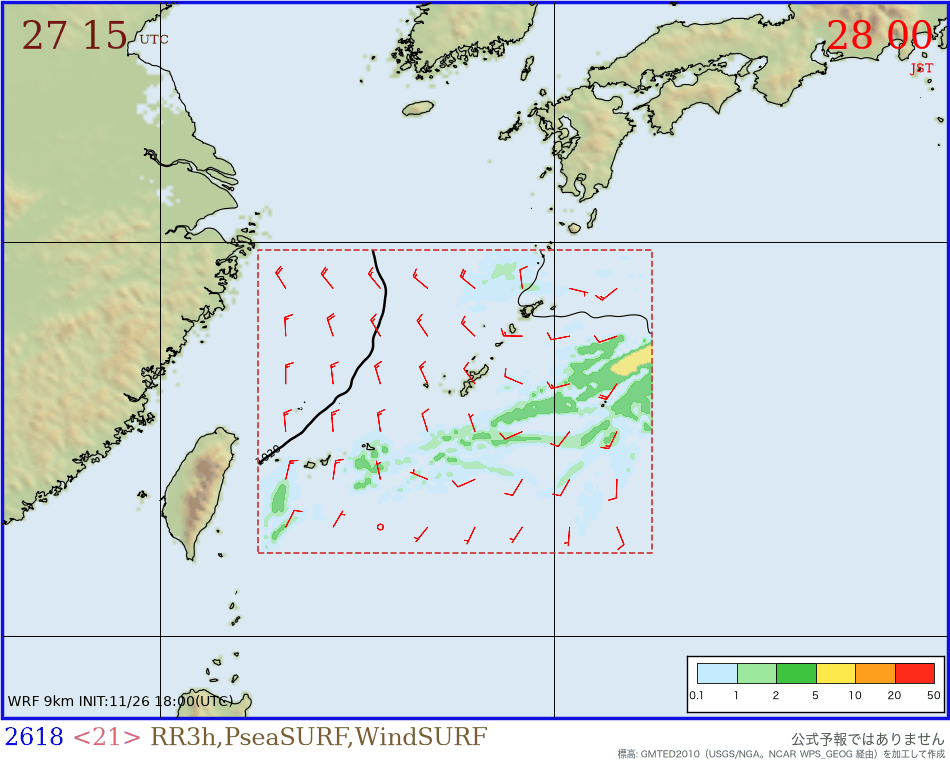 27 15 UTC
28 00
JST
WRF 9km INIT:11/26 18:00(UTC)
0.1 1 2 5 10 20 50
2618 <21> RR3h,PseaSURF,WindSURF
公式予報ではありません
標高: GMTED2010（USGS/NGA。NCAR WPS_GEOG 経由）を加工して作成